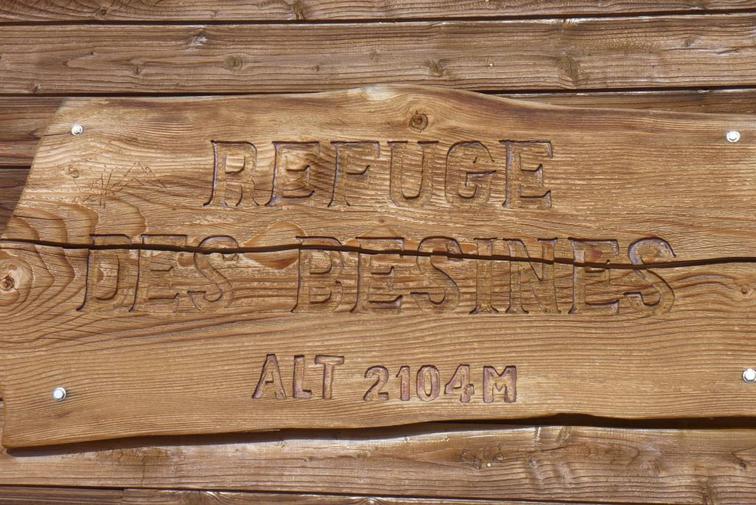 REFUGE
DES BESINES
ALT 2104M